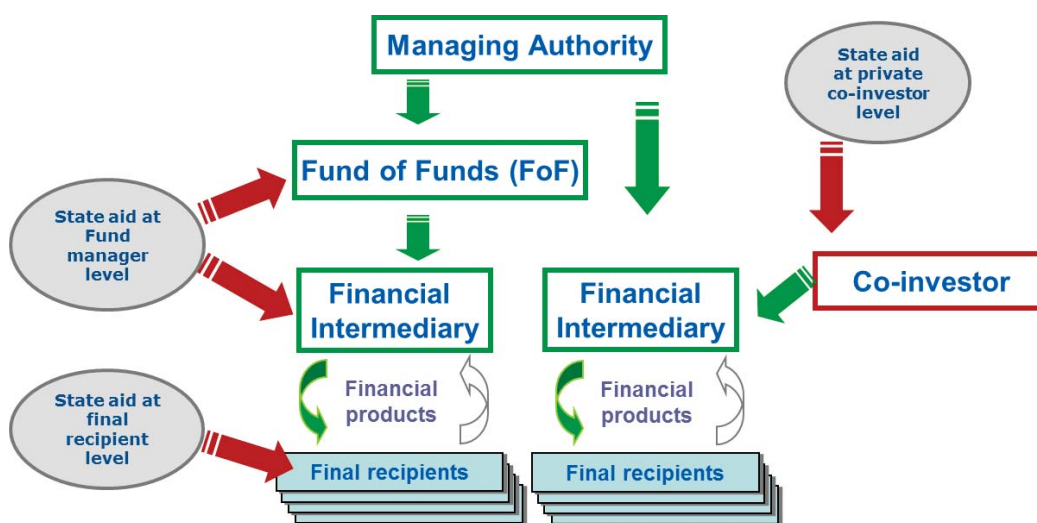 Managing Authority
State aid
at private
co-investor
level
Fund of Funds (FoF)
State aid at
Fund
manager
level
Financial
Intermediary
Financial
Intermediary
Co-investor
Financial
products
Financial
products
State aid at
final
recipient
level
Final recipients
Final recipients